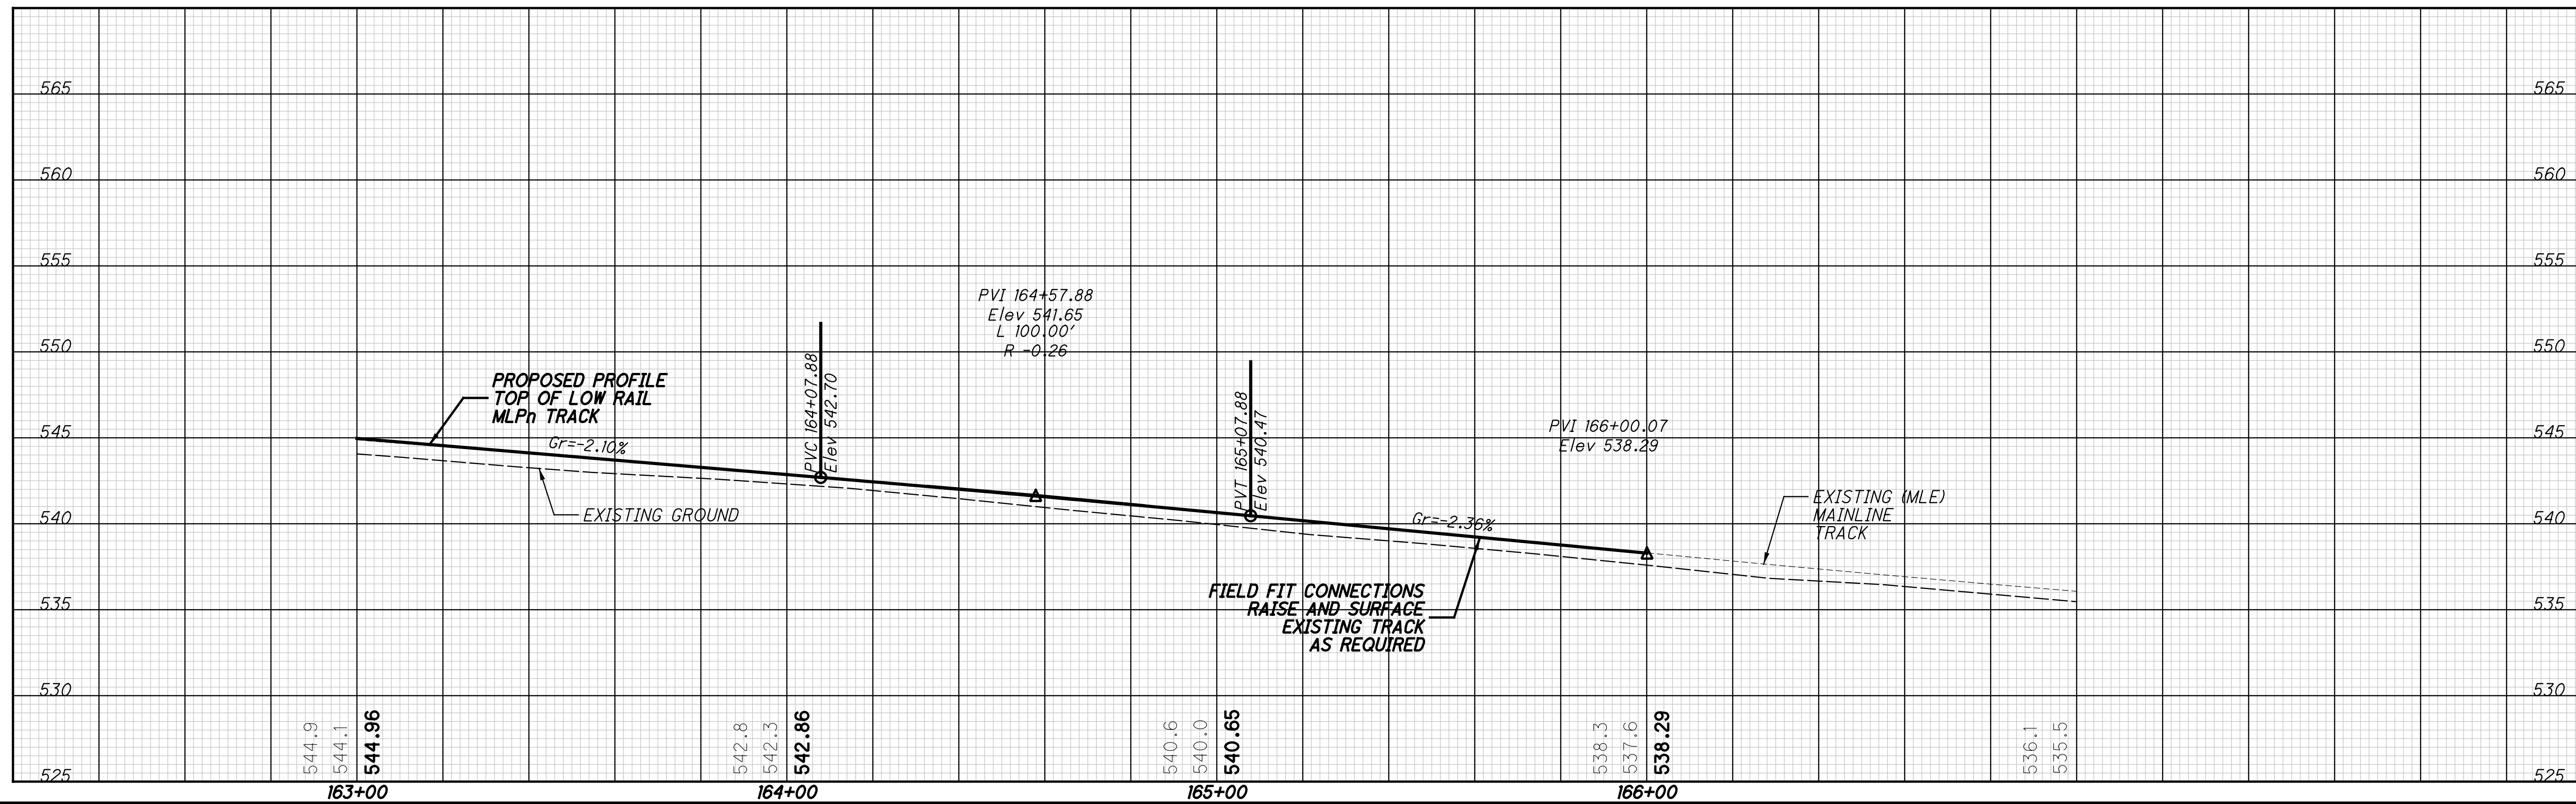 565
565
560
560
555
555
PVI 164+57.88
Elev 541.65
L 100.00'
R -0.26
550
550
PVC 164+07.88
Elev 542.70
PVT 165+07.88
Elev 540.47
PROPOSED PROFILE
TOP OF LOW RAIL
MLPn TRACK
PVI 166+00.07
Elev 538.29
545
545
Gr=-2.10%
EXISTING GROUND
EXISTING (MLE)
MAINLINE
TRACK
540
540
Gr=-2.36%
FIELD FIT CONNECTIONS
RAISE AND SURFACE
EXISTING TRACK
AS REQUIRED
535
535
530
530
544.9
544.1
544.96
542.8
542.3
542.86
540.6
540.0
540.65
538.3
537.6
538.29
536.1
535.5
525
525
163+00
164+00
165+00
166+00